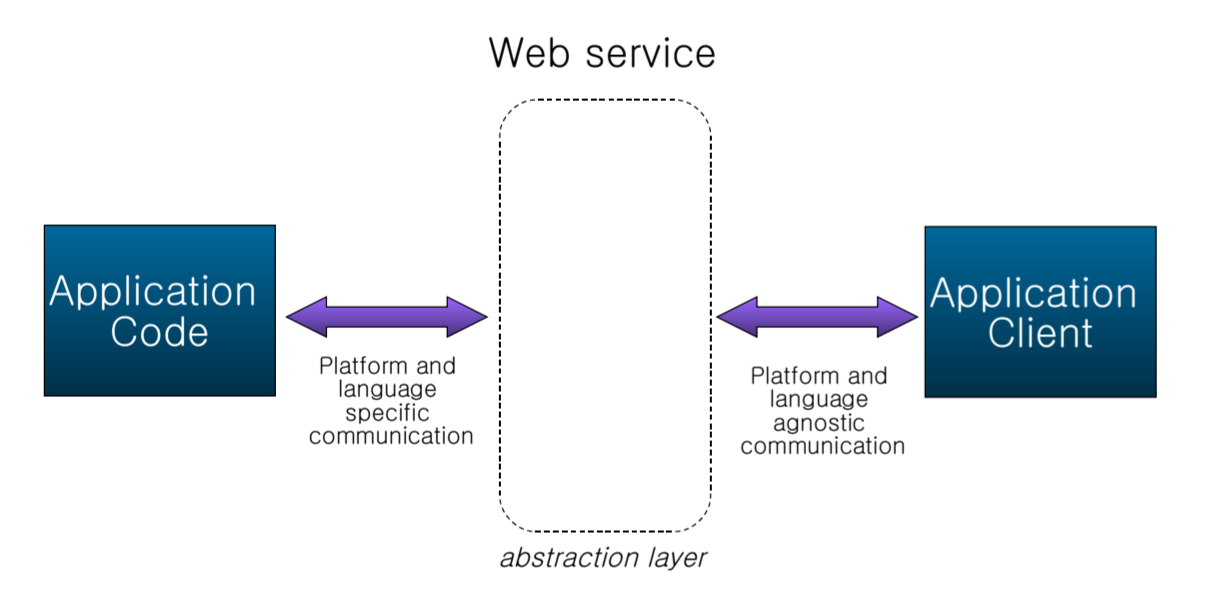 Web service
Application
Code
Platform and
language
specific
communication
Platform and
language
agnostic
communication
Application
Client
abstraction layer